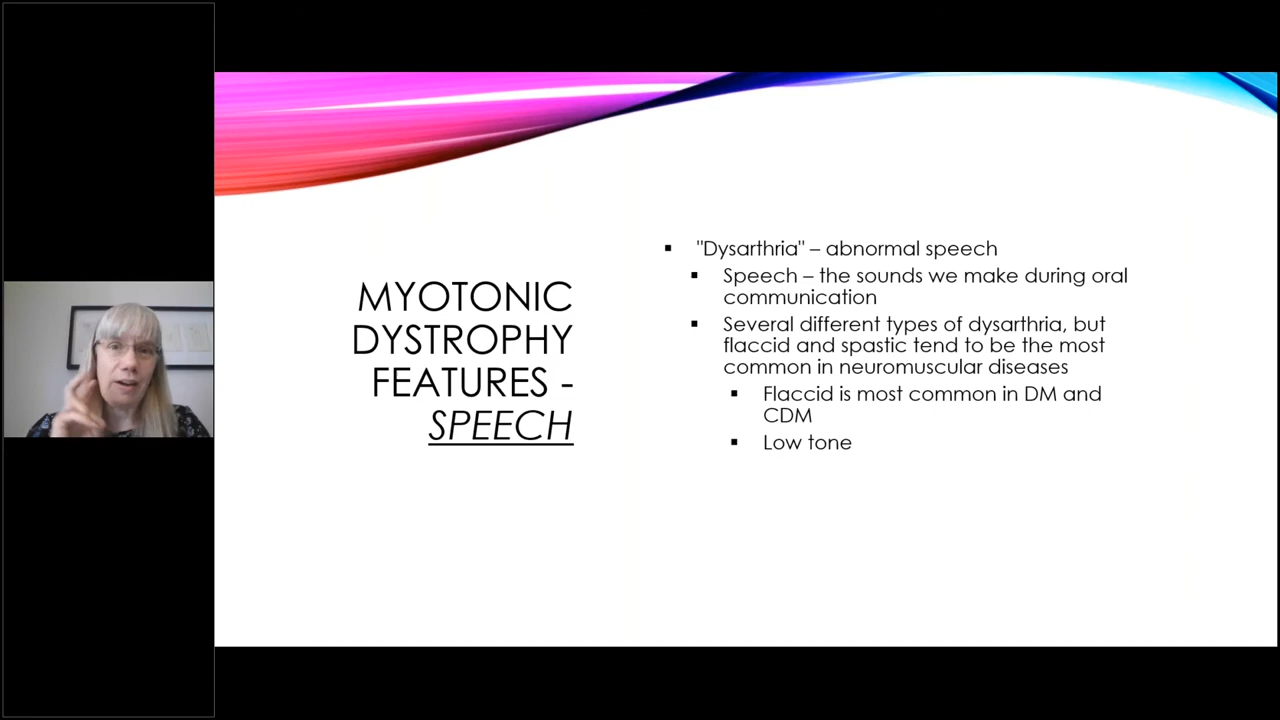 MYOTONIC
DYSTROPHY
FEATURES -
SPEECH
▪ "Dysarthria" – abnormal speech
▪ Speech – the sounds we make during oral
communication
▪ Several different types of dysarthria, but
flaccid and spastic tend to be the most
common in neuromuscular diseases
▪ Flaccid is most common in DM and
CDM
▪ Low tone